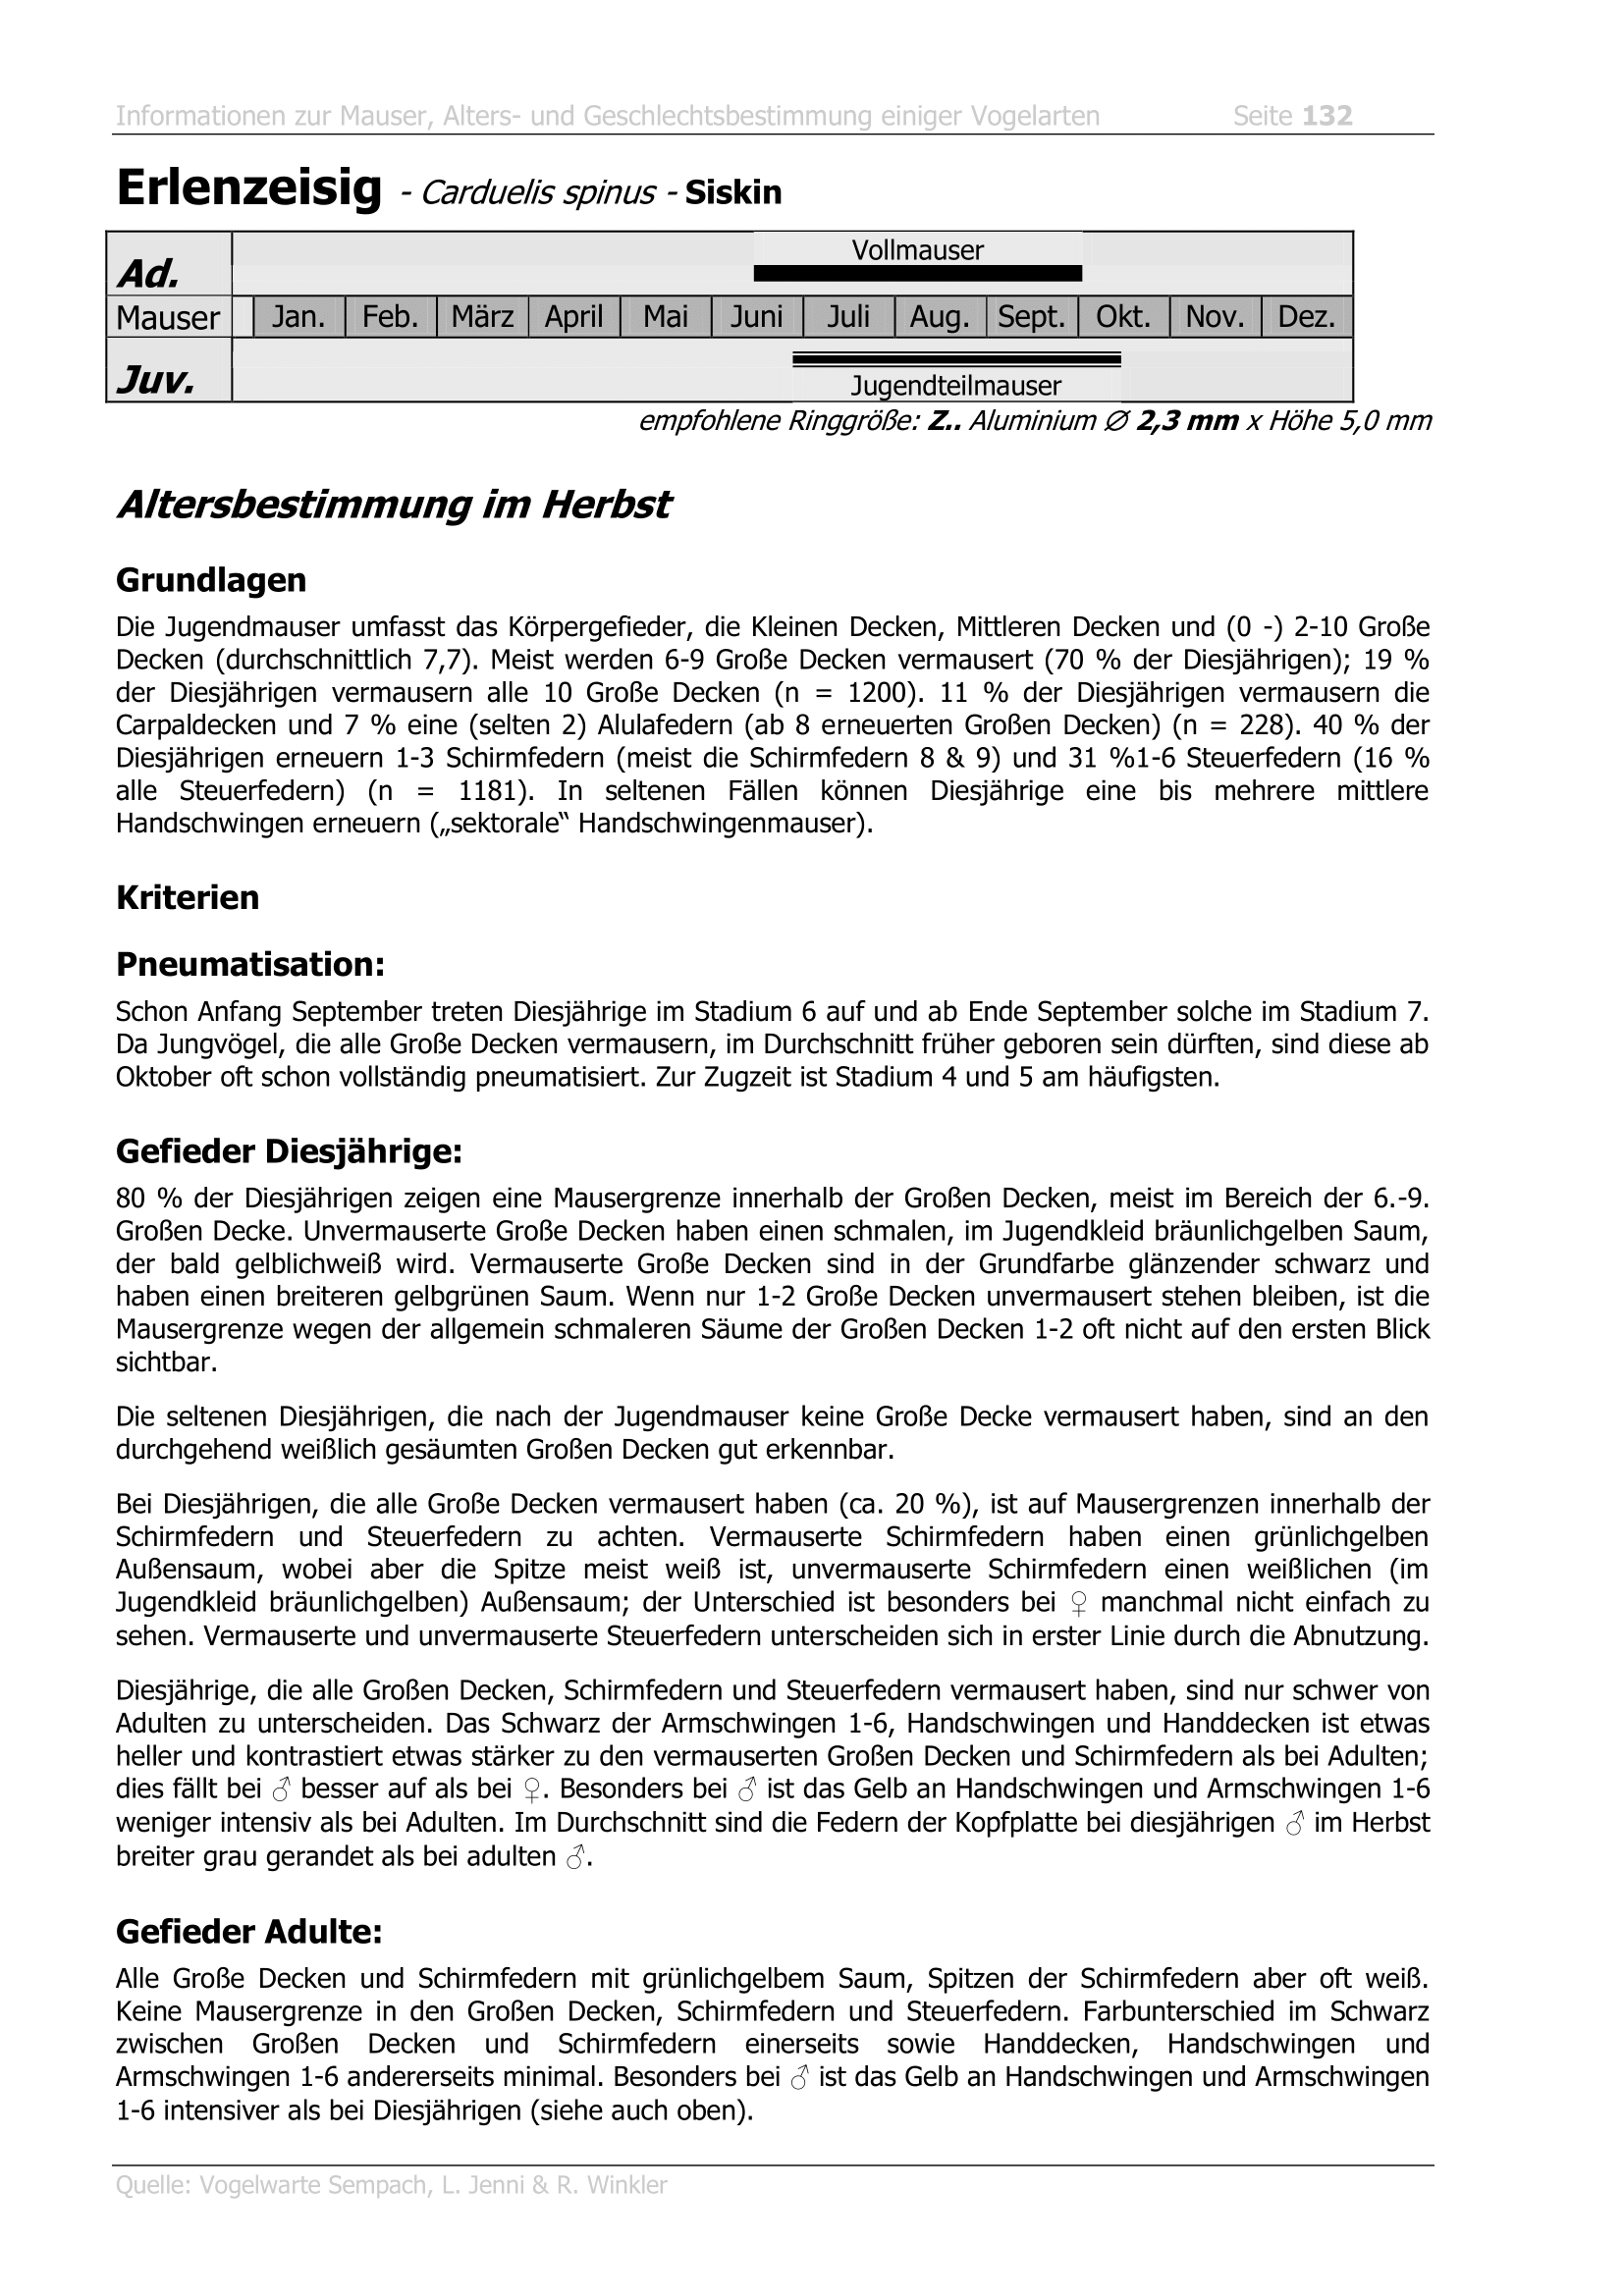 Informationen zur Mauser, Alters- und Geschlechtsbestimmung einiger Vogelarten Seite 132
Erlenzeisig - Carduelis spinus - Siskin
Vollmauser
Ad.
Mauser Jan. Feb. März April Mai Juni Juli Aug. Sept. Okt. Nov. Dez.
Juv.
Jugendteilmauser
empfohlene Ringgröße: Z.. Aluminium ∅ 2,3 mm x Höhe 5,0 mm
Altersbestimmung im Herbst
Grundlagen
Die Jugendmauser umfasst das Körpergefieder, die Kleinen Decken, Mittleren Decken und (0 -) 2-10 Große
Decken (durchschnittlich 7,7). Meist werden 6-9 Große Decken vermausert (70 % der Diesjährigen); 19 %
der Diesjährigen vermausern alle 10 Große Decken (n = 1200). 11 % der Diesjährigen vermausern die
Carpaldecken und 7 % eine (selten 2) Alulafedern (ab 8 erneuerten Großen Decken) (n = 228). 40 % der
Diesjährigen erneuern 1-3 Schirmfedern (meist die Schirmfedern 8 & 9) und 31 %1-6 Steuerfedern (16 %
alle Steuerfedern) (n = 1181). In seltenen Fällen können Diesjährige eine bis mehrere mittlere
Handschwingen erneuern („sektorale“ Handschwingenmauser).
Kriterien
Pneumatisation:
Schon Anfang September treten Diesjährige im Stadium 6 auf und ab Ende September solche im Stadium 7.
Da Jungvögel, die alle Große Decken vermausern, im Durchschnitt früher geboren sein dürften, sind diese ab
Oktober oft schon vollständig pneumatisiert. Zur Zugzeit ist Stadium 4 und 5 am häufigsten.
Gefieder Diesjährige:
80 % der Diesjährigen zeigen eine Mausergrenze innerhalb der Großen Decken, meist im Bereich der 6.-9.
Großen Decke. Unvermauserte Große Decken haben einen schmalen, im Jugendkleid bräunlichgelben Saum,
der bald gelblichweiß wird. Vermauserte Große Decken sind in der Grundfarbe glänzender schwarz und
haben einen breiteren gelbgrünen Saum. Wenn nur 1-2 Große Decken unvermausert stehen bleiben, ist die
Mausergrenze wegen der allgemein schmaleren Säume der Großen Decken 1-2 oft nicht auf den ersten Blick
sichtbar.
Die seltenen Diesjährigen, die nach der Jugendmauser keine Große Decke vermausert haben, sind an den
durchgehend weißlich gesäumten Großen Decken gut erkennbar.
Bei Diesjährigen, die alle Große Decken vermausert haben (ca. 20 %), ist auf Mausergrenzen innerhalb der
Schirmfedern und Steuerfedern zu achten. Vermauserte Schirmfedern haben einen grünlichgelben
Außensaum, wobei aber die Spitze meist weiß ist, unvermauserte Schirmfedern einen weißlichen (im
Jugendkleid bräunlichgelben) Außensaum; der Unterschied ist besonders bei ♀ manchmal nicht einfach zu
sehen. Vermauserte und unvermauserte Steuerfedern unterscheiden sich in erster Linie durch die Abnutzung.
Diesjährige, die alle Großen Decken, Schirmfedern und Steuerfedern vermausert haben, sind nur schwer von
Adulten zu unterscheiden. Das Schwarz der Armschwingen 1-6, Handschwingen und Handdecken ist etwas
heller und kontrastiert etwas stärker zu den vermauserten Großen Decken und Schirmfedern als bei Adulten;
dies fällt bei ♂ besser auf als bei ♀. Besonders bei ♂ ist das Gelb an Handschwingen und Armschwingen 1-6
weniger intensiv als bei Adulten. Im Durchschnitt sind die Federn der Kopfplatte bei diesjährigen ♂ im Herbst
breiter grau gerandet als bei adulten ♂.
Gefieder Adulte:
Alle Große Decken und Schirmfedern mit grünlichgelbem Saum, Spitzen der Schirmfedern aber oft weiß.
Keine Mausergrenze in den Großen Decken, Schirmfedern und Steuerfedern. Farbunterschied im Schwarz
zwischen Großen Decken und Schirmfedern einerseits sowie Handdecken, Handschwingen und
Armschwingen 1-6 andererseits minimal. Besonders bei ♂ ist das Gelb an Handschwingen und Armschwingen
1-6 intensiver als bei Diesjährigen (siehe auch oben).
Quelle: Vogelwarte Sempach, L. Jenni & R. Winkler